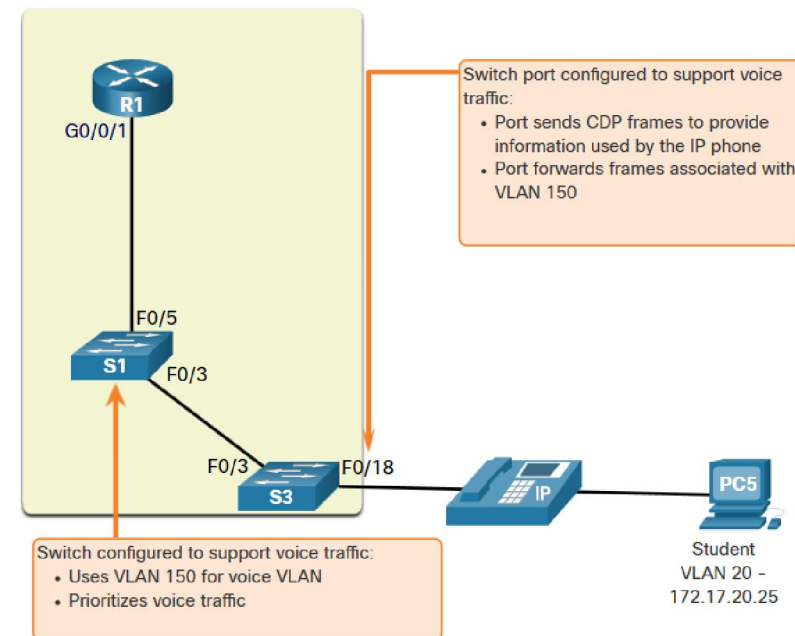 Switch port configured to support voice
traffic:
• Port sends CDP frames to provide
information used by the IP phone
• Port forwards frames associated with
VLAN 150
R1
G0/0/1
F0/5
S1
F0/3
F0/3
F0/18
S3
IP
PC5
Student
VLAN 20 -
172.17.20.25
Switch configured to support voice traffic:
• Uses VLAN 150 for voice VLAN
• Prioritizes voice traffic